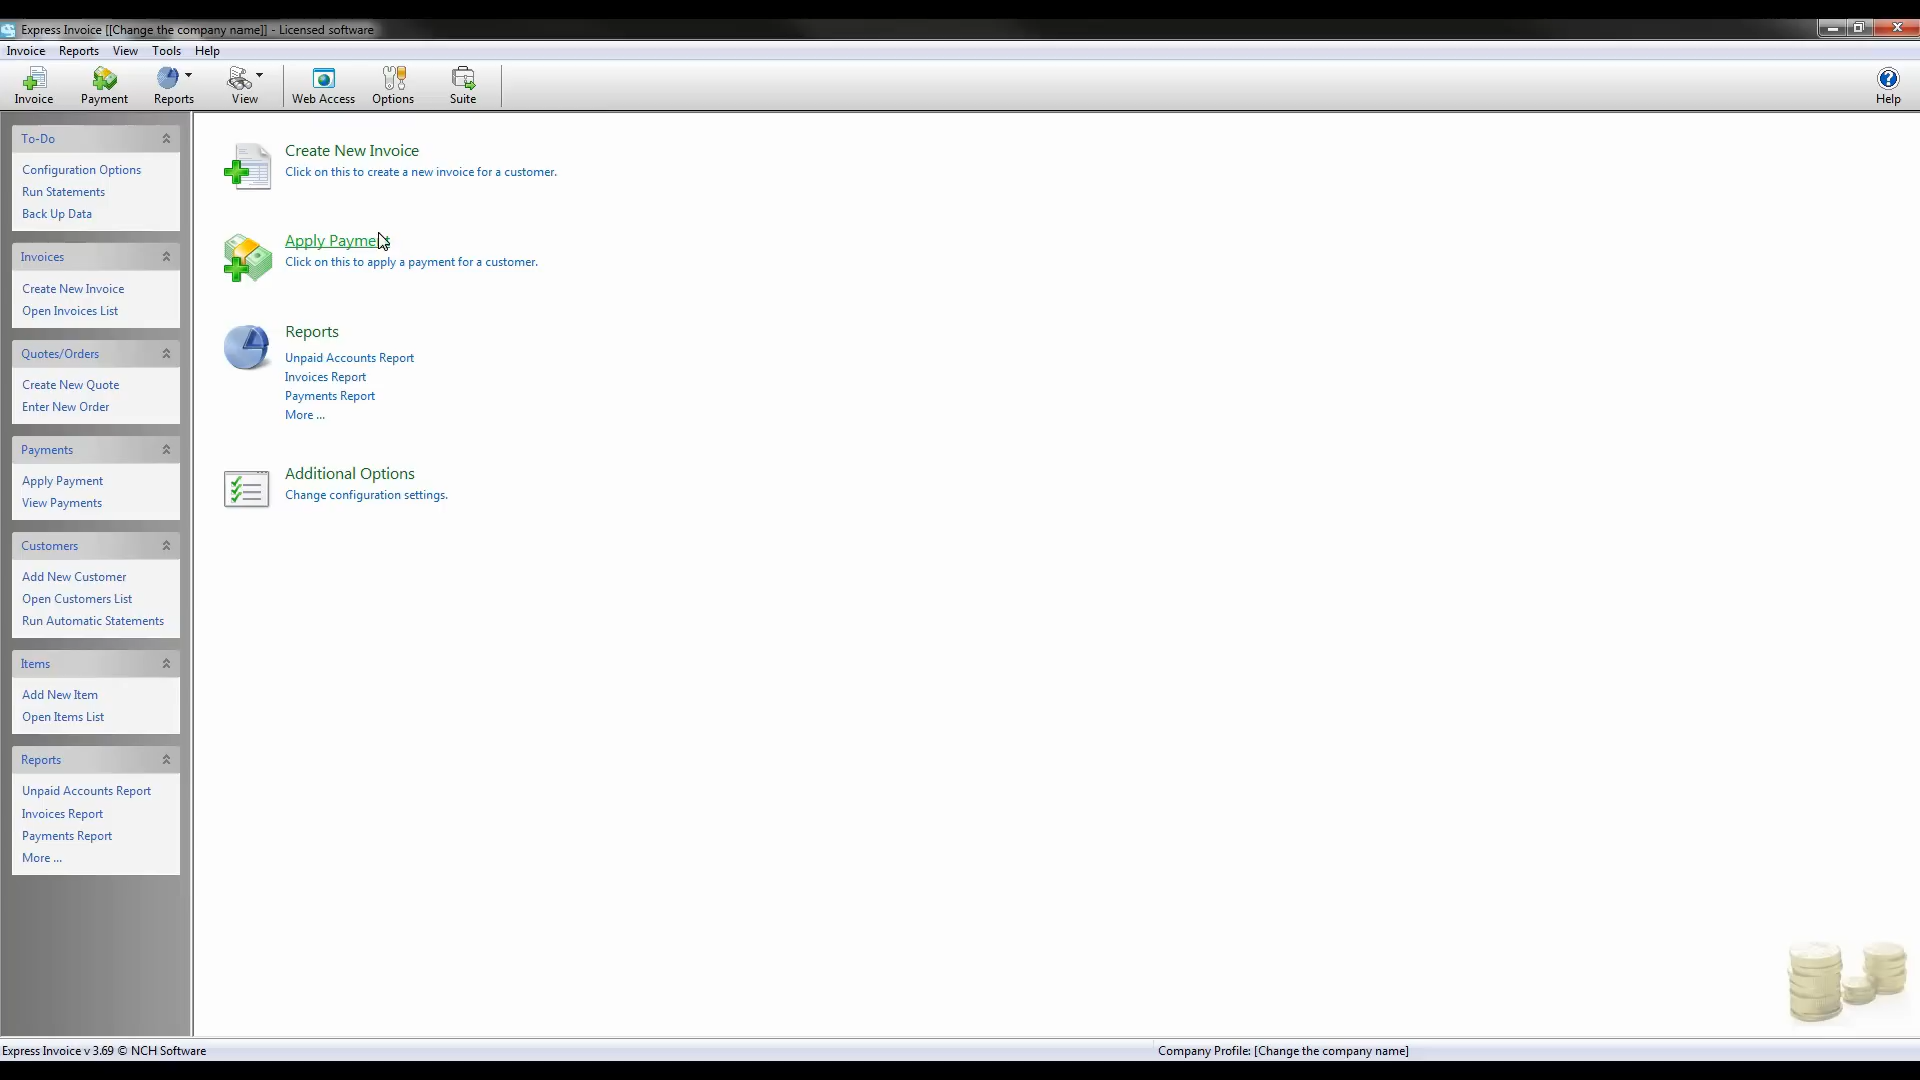 Express Invoice [[Change the company name]] - Licensed software
Invoice Reports View Tools Help
Invoice Payment Reports View Web Access Options Suite Help
To-Do
Configuration Options
Run Statements
Back Up Data
Invoices
Create New Invoice
Open Invoices List
Quotes/Orders
Create New Quote
Enter New Order
Payments
Apply Payment
View Payments
Customers
Add New Customer
Open Customers List
Run Automatic Statements
Items
Add New Item
Open Items List
Reports
Unpaid Accounts Report
Invoices Report
Payments Report
More ...
Create New Invoice
Click on this to create a new invoice for a customer.
Apply Payment
Click on this to apply a payment for a customer.
Reports
Unpaid Accounts Report
Invoices Report
Payments Report
More ...
Additional Options
Change configuration settings.
Express Invoice v 3.69 © NCH Software
Company Profile: [Change the company name]